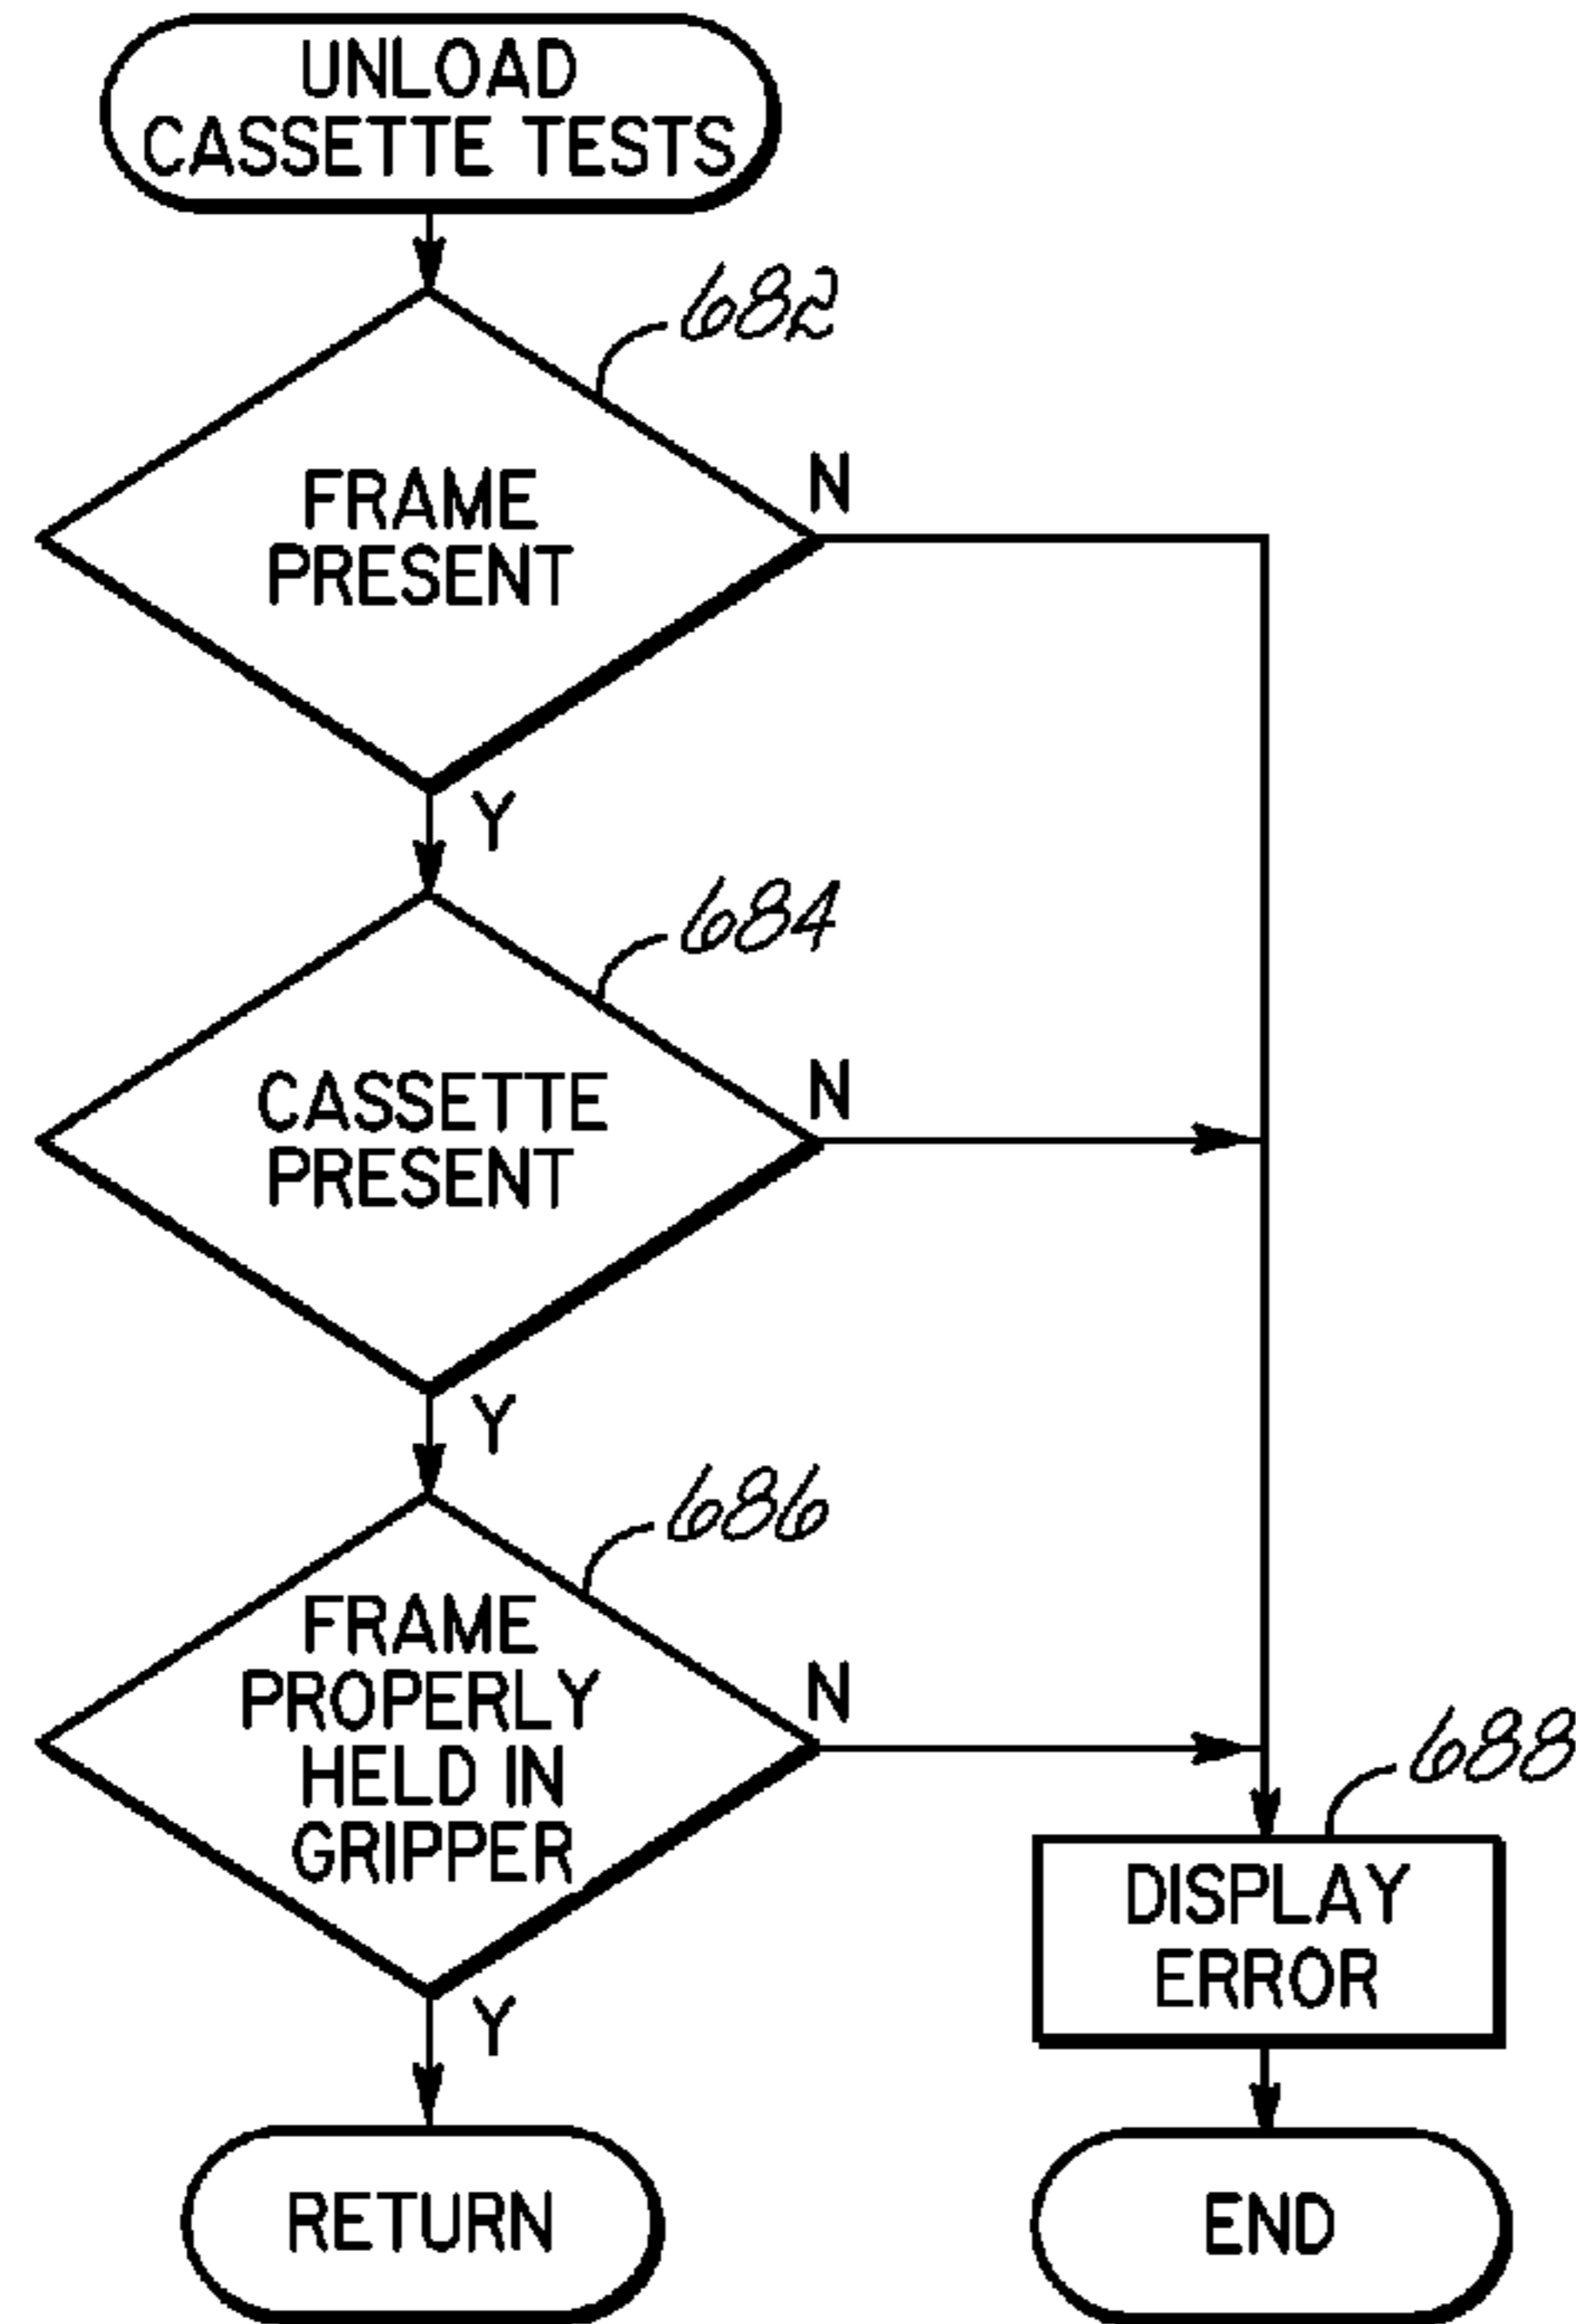 UNLOAD
CASSETTE TESTS
682
FRAME
PRESENT
N
Y
684
CASSETTE
PRESENT
N
Y
686
FRAME
PROPERLY
HELD IN
GRIPPER
N
Y
688
DISPLAY
ERROR
RETURN
END